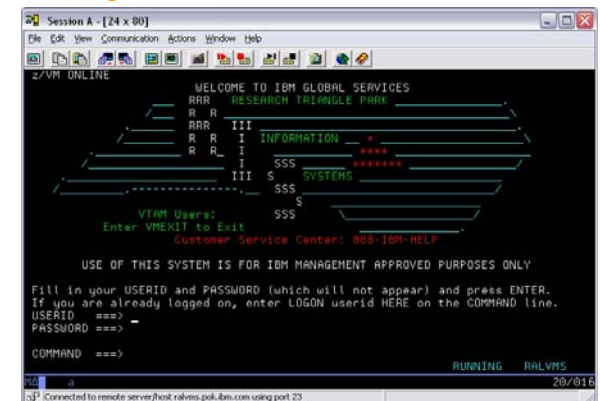 Session A - [24 x 80]
File Edit View Communication Actions Window Help
z/VM ONLINE
WELCOME TO IBM GLOBAL SERVICES
RRR RESEARCH TRIANGLE PARK
R R
RRR III
R R I INFORMATION *
R R_ I ****
I SSS *******
III S SYSTEMS
SSS
S
VTAM Users: SSS
Enter VMEXIT to Exit
Customer Service Center: 888-IBM-HELP
USE OF THIS SYSTEM IS FOR IBM MANAGEMENT APPROVED PURPOSES ONLY
Fill in your USERID and PASSWORD (which will not appear) and press ENTER.
If you are already logged on, enter LOGON userid HERE on the COMMAND line.
USERID ===> _
PASSWORD ===>
COMMAND ===>
RUNNING RALVMS
a 20/016
Connected to remote server/host ralvms.pok.ibm.com using port 23